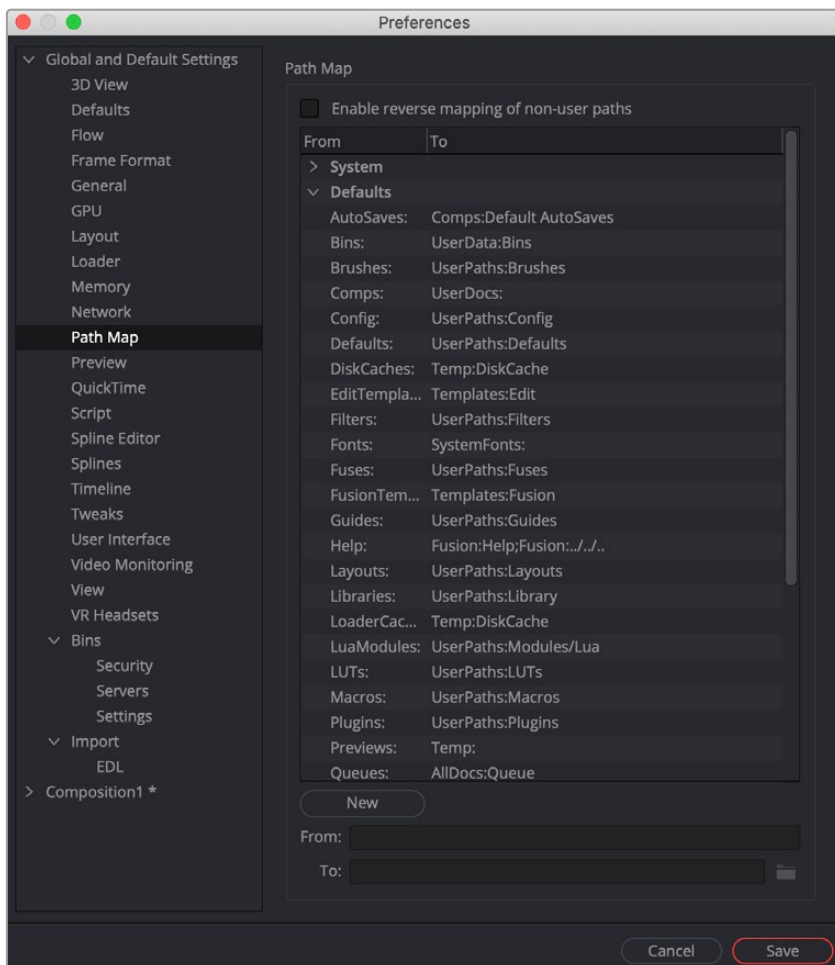 Preferences
Global and Default Settings
3D View
Defaults
Flow
Frame Format
General
GPU
Layout
Loader
Memory
Network
Path Map
Preview
QuickTime
Script
Spline Editor
Splines
Timeline
Tweaks
User Interface
Video Monitoring
View
VR Headsets
Bins
Security
Servers
Settings
Import
EDL
Composition1 *
Path Map
Enable reverse mapping of non-user paths
From To
System
Defaults
AutoSaves: Comps:Default AutoSaves
Bins: UserData:Bins
Brushes: UserPaths:Brushes
Comps: UserDocs:
Config: UserPaths:Config
Defaults: UserPaths:Defaults
DiskCaches: Temp:DiskCache
EditTempla... Templates:Edit
Filters: UserPaths:Filters
Fonts: SystemFonts:
Fuses: UserPaths:Fuses
FusionTem... Templates:Fusion
Guides: UserPaths:Guides
Help: Fusion:Help;Fusion:../../..
Layouts: UserPaths:Layouts
Libraries: UserPaths:Library
LoaderCac... Temp:DiskCache
LuaModules: UserPaths:Modules/Lua
LUTs: UserPaths:LUTs
Macros: UserPaths:Macros
Plugins: UserPaths:Plugins
Previews: Temp:
Queues: AllDocs:Queue
New
From:
To:
Cancel Save